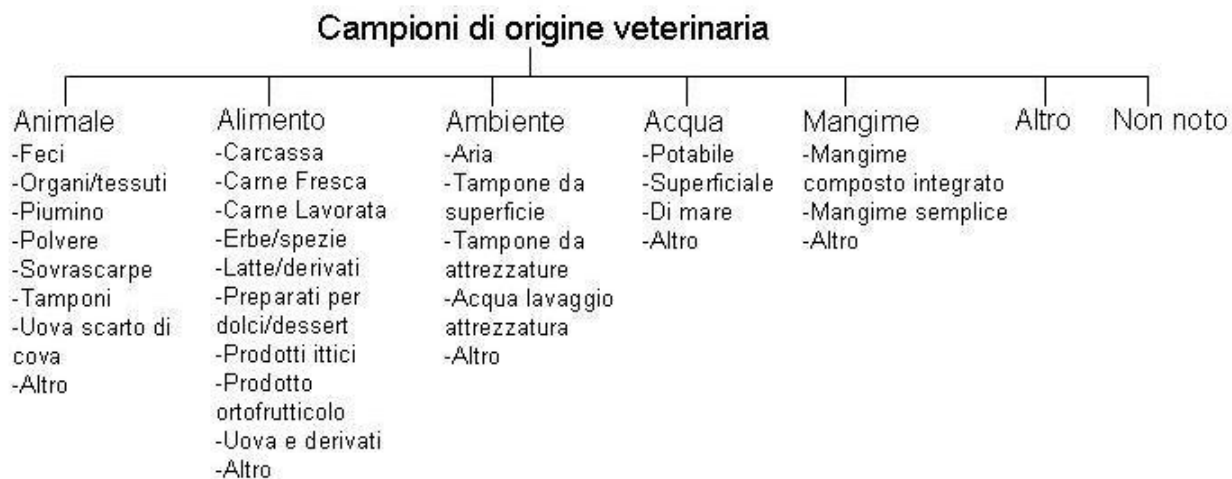 Campioni di origine veterinaria
Animale
-Feci
-Organi/tessuti
-Piumino
-Polvere
-Sovrascarpe
-Tamponi
-Uova scarto di
cova
-Altro
Alimento
-Carcassa
-Carne Fresca
-Carne Lavorata
-Erbe/spezie
-Latte/derivati
-Preparati per
dolci/dessert
-Prodotti ittici
-Prodotto
ortofrutticolo
-Uova e derivati
-Altro
Ambiente
-Aria
-Tampone da
superficie
-Tampone da
attrezzature
-Acqua lavaggio
attrezzatura
-Altro
Acqua
-Potabile
-Superficiale
-Di mare
-Altro
Mangime
-Mangime
composto integrato
-Mangime semplice
-Altro
Altro
Non noto